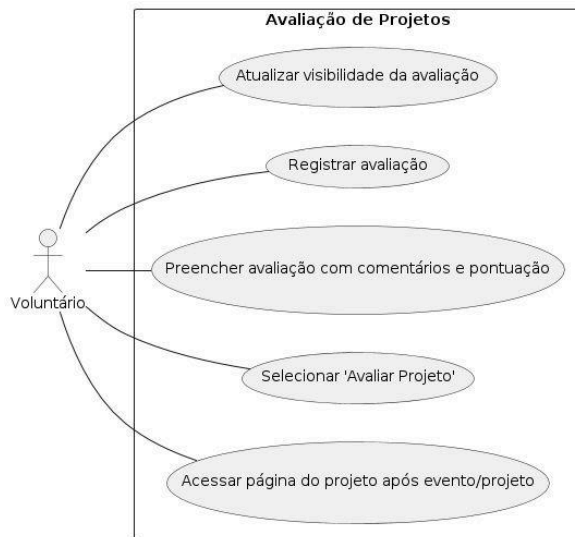 Avaliação de Projetos
Atualizar visibilidade da avaliação
Registrar avaliação
Preencher avaliação com comentários e pontuação
Voluntário
Selecionar 'Avaliar Projeto'
Acessar página do projeto após evento/projeto